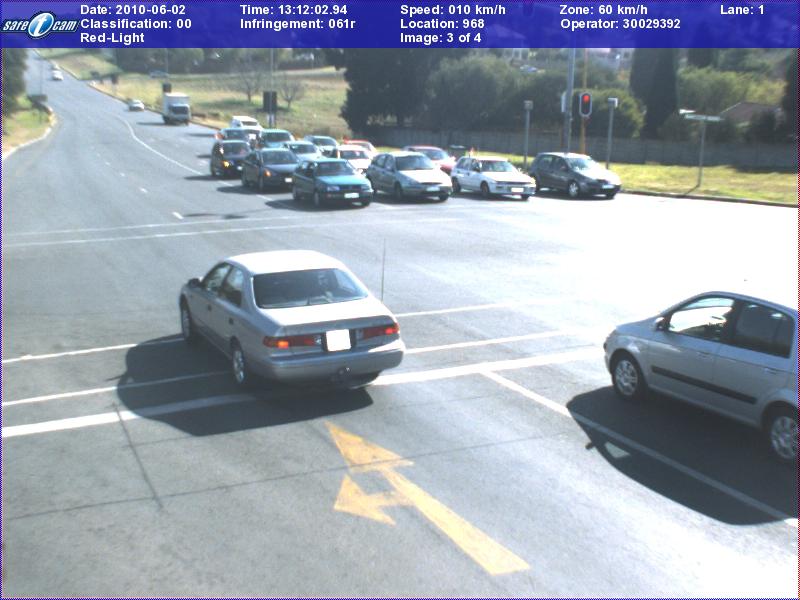 safe t cam
Date: 2010-06-02 Time: 13:12:02.94 Speed: 010 km/h Zone: 60 km/h Lane: 1
Classification: 00 Infringement: 061r Location: 968 Operator: 30029392
Red-Light Image: 3 of 4